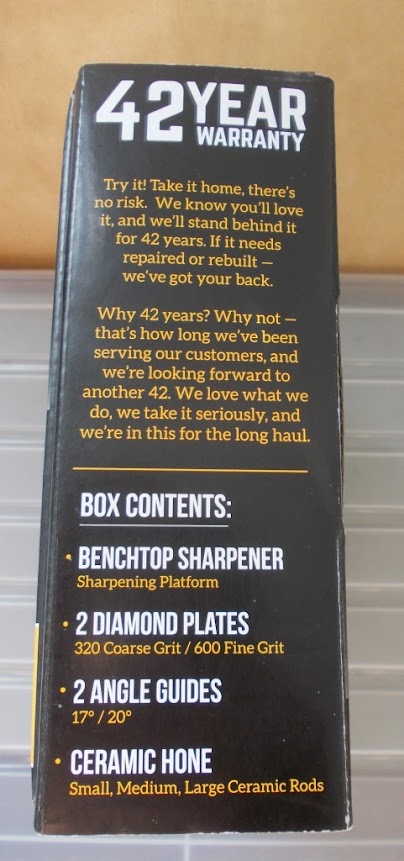 42 YEAR
WARRANTY
Try it! Take it home, there's
no risk. We know you'll love
it, and we'll stand behind it
for 42 years. If it needs
repaired or rebuilt —
we've got your back.
Why 42 years? Why not —
that's how long we've been
serving our customers, and
we're looking forward to
another 42. We love what we
do, we take it seriously, and
we're in this for the long haul.
BOX CONTENTS:
• BENCHTOP SHARPENER
Sharpening Platform
• 2 DIAMOND PLATES
320 Coarse Grit / 600 Fine Grit
• 2 ANGLE GUIDES
17° / 20°
• CERAMIC HONE
Small, Medium, Large Ceramic Rods